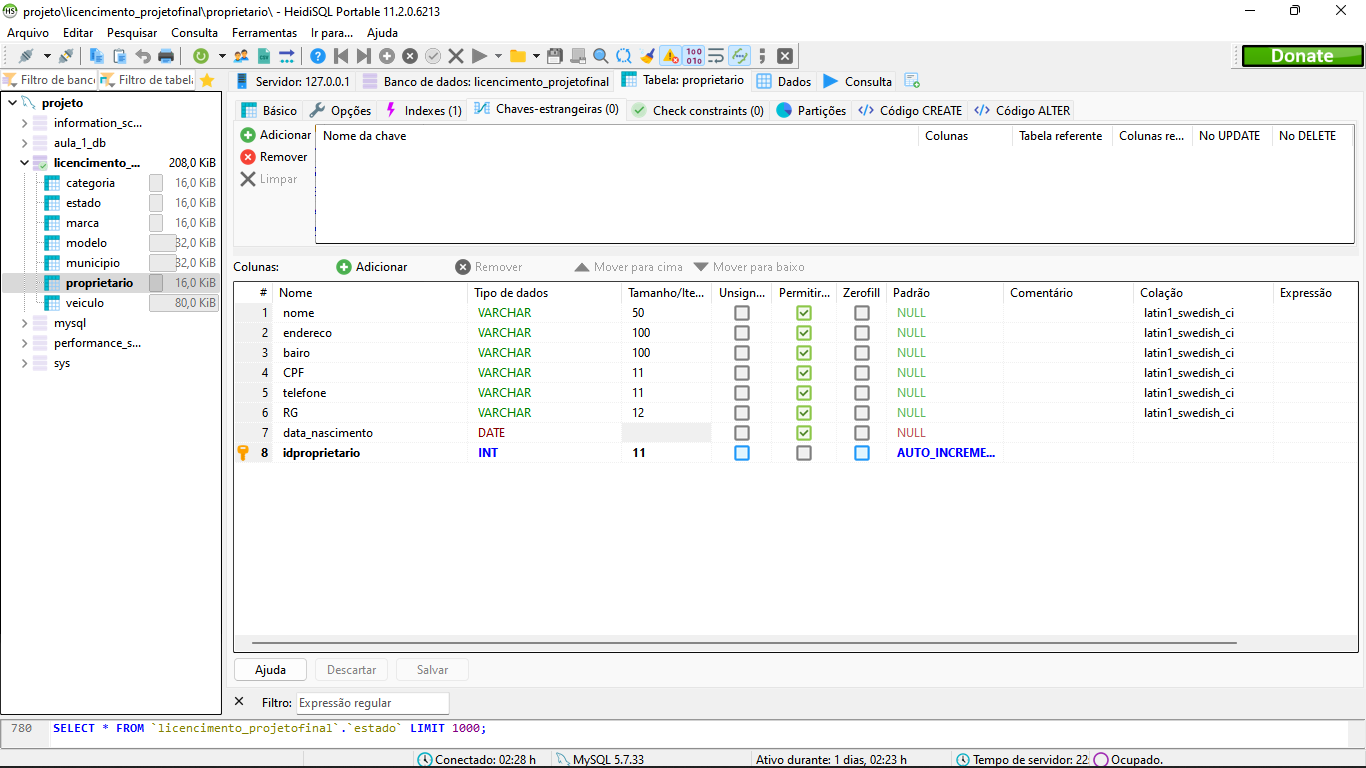 projeto\licencimento_projetofinal\proprietario\ - HeidiSQL Portable 11.2.0.6213
Arquivo Editar Pesquisar Consulta Ferramentas Ir para... Ajuda
Donate
Filtro de banc Filtro de tabela
Servidor: 127.0.0.1 Banco de dados: licencimento_projetofinal Tabela: proprietario Dados Consulta
projeto
information_sc...
aula_1_db
licencimento_... 208,0 KiB
categoria 16,0 KiB
estado 16,0 KiB
marca 16,0 KiB
modelo 32,0 KiB
municipio 32,0 KiB
proprietario 16,0 KiB
veiculo 80,0 KiB
mysql
performance_s...
sys
Básico Opções Indexes (1) Chaves-estrangeiras (0) Check constraints (0) Partições Código CREATE Código ALTER
Adicionar
Remover
Limpar
Nome da chave Colunas Tabela referente Colunas re... No UPDATE No DELETE
Colunas: Adicionar Remover Mover para cima Mover para baixo
# Nome Tipo de dados Tamanho/Ite... Unsign... Permitir... Zerofill Padrão Comentário Colação Expressão
1 nome VARCHAR 50 NULL latin1_swedish_ci
2 endereco VARCHAR 100 NULL latin1_swedish_ci
3 bairo VARCHAR 100 NULL latin1_swedish_ci
4 CPF VARCHAR 11 NULL latin1_swedish_ci
5 telefone VARCHAR 11 NULL latin1_swedish_ci
6 RG VARCHAR 12 NULL latin1_swedish_ci
7 data_nascimento DATE NULL
8 idproprietario INT 11 AUTO_INCREME...
Ajuda Descartar Salvar
Filtro: Expressão regular
780 SELECT * FROM `licencimento_projetofinal`.`estado` LIMIT 1000;
Conectado: 02:28 h MySQL 5.7.33 Ativo durante: 1 dias, 02:23 h Tempo de servidor: 22 Ocupado.